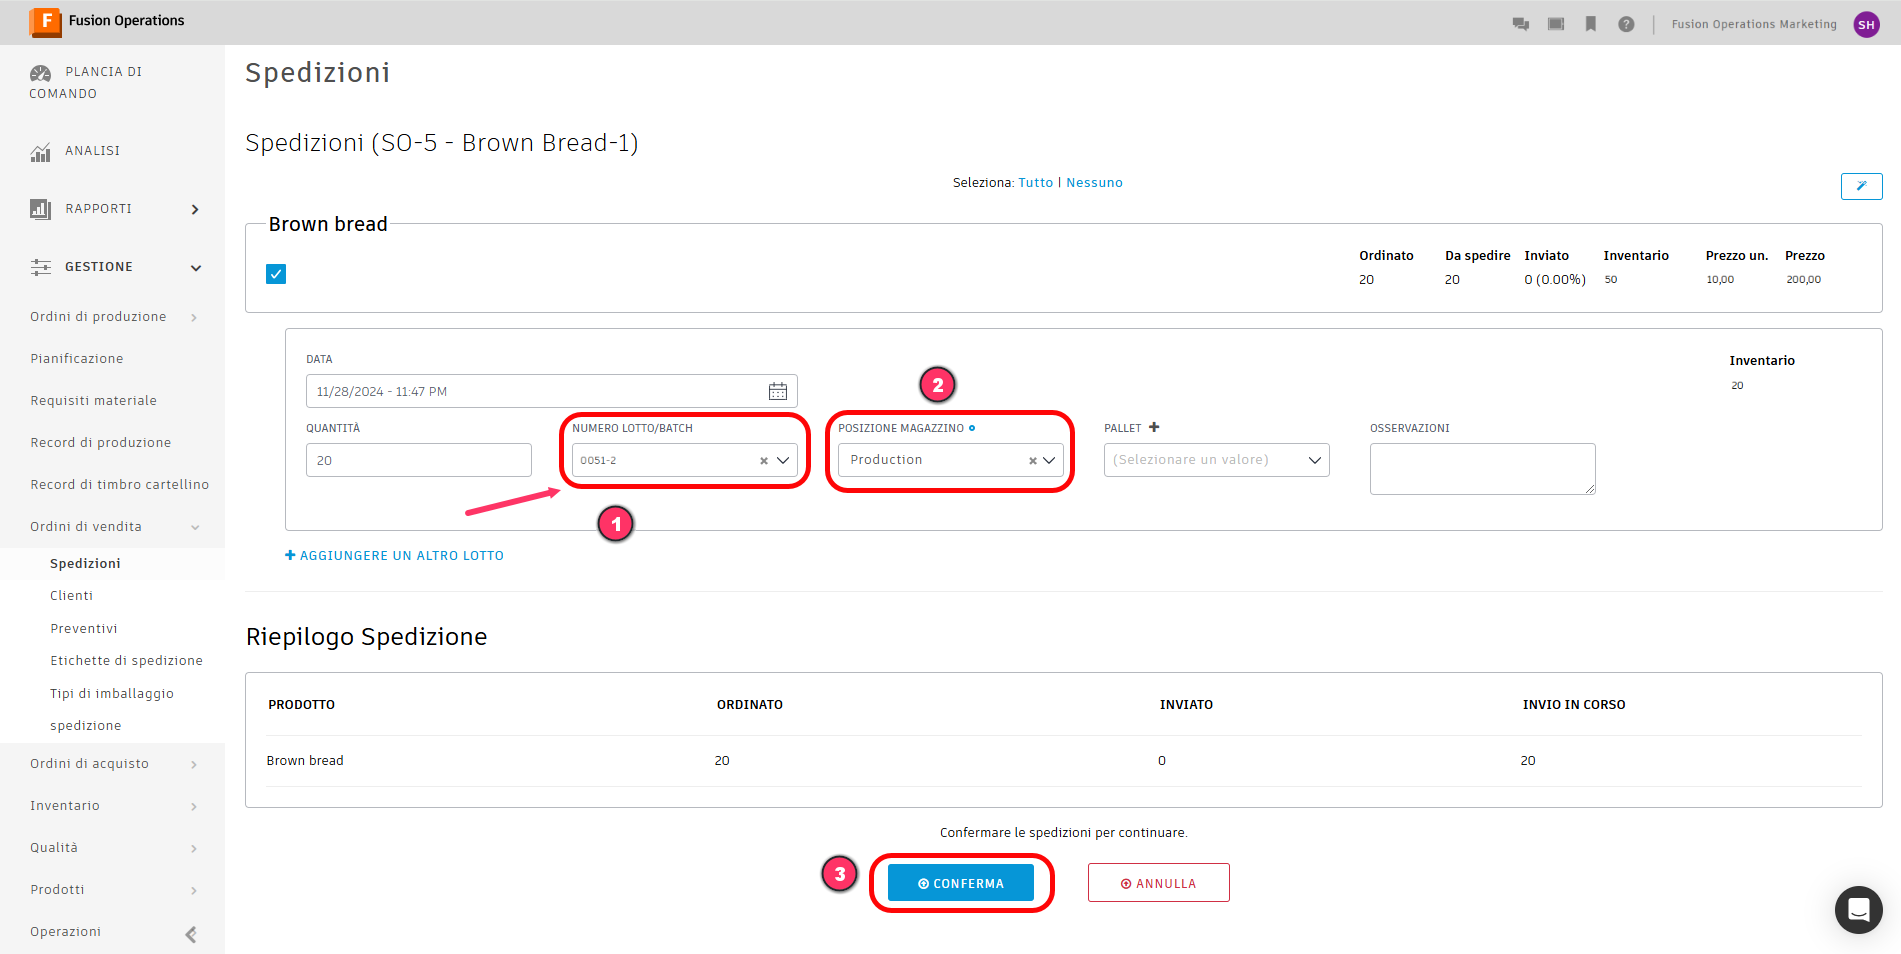 F Fusion Operations
Fusion Operations Marketing SH
PLANCIA DI
COMANDO
ANALISI
RAPPORTI
GESTIONE
Ordini di produzione
Pianificazione
Requisiti materiale
Record di produzione
Record di timbro cartellino
Ordini di vendita
Spedizioni
Clienti
Preventivi
Etichette di spedizione
Tipi di imballaggio
spedizione
Ordini di acquisto
Inventario
Qualità
Prodotti
Operazioni
Spedizioni
Spedizioni (SO-5 - Brown Bread-1)
Seleziona: Tutto | Nessuno
Brown bread
Ordinato Da spedire Inviato Inventario Prezzo un. Prezzo
20 20 0 (0.00%) 50 10,00 200,00
DATA
11/28/2024 - 11:47 PM
Inventario
20
2
QUANTITÀ NUMERO LOTTO/BATCH POSIZIONE MAGAZZINO PALLET OSSERVAZIONI
20 0051-2 Production (Selezionare un valore)
1
AGGIUNGERE UN ALTRO LOTTO
Riepilogo Spedizione
PRODOTTO ORDINATO INVIATO INVIO IN CORSO
Brown bread 20 0 20
Confermare le spedizioni per continuare.
3 CONFERMA ANNULLA